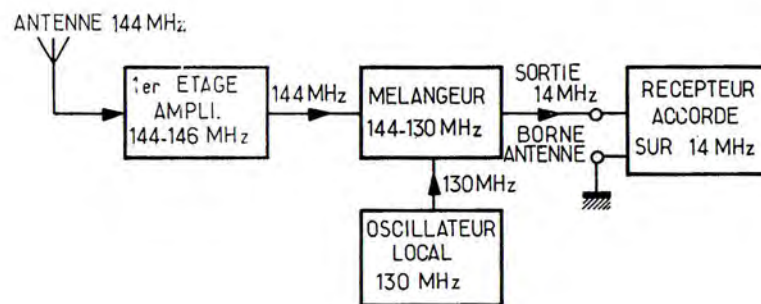 ANTENNE 144 MHz
1er ETAGE
AMPLI.
144-146 MHz
144 MHz
MELANGEUR
144-130 MHz
SORTIE
14 MHz
BORNE
ANTENNE
RECEPTEUR
ACCORDE
SUR 14 MHz
130 MHz
OSCILLATEUR
LOCAL
130 MHz